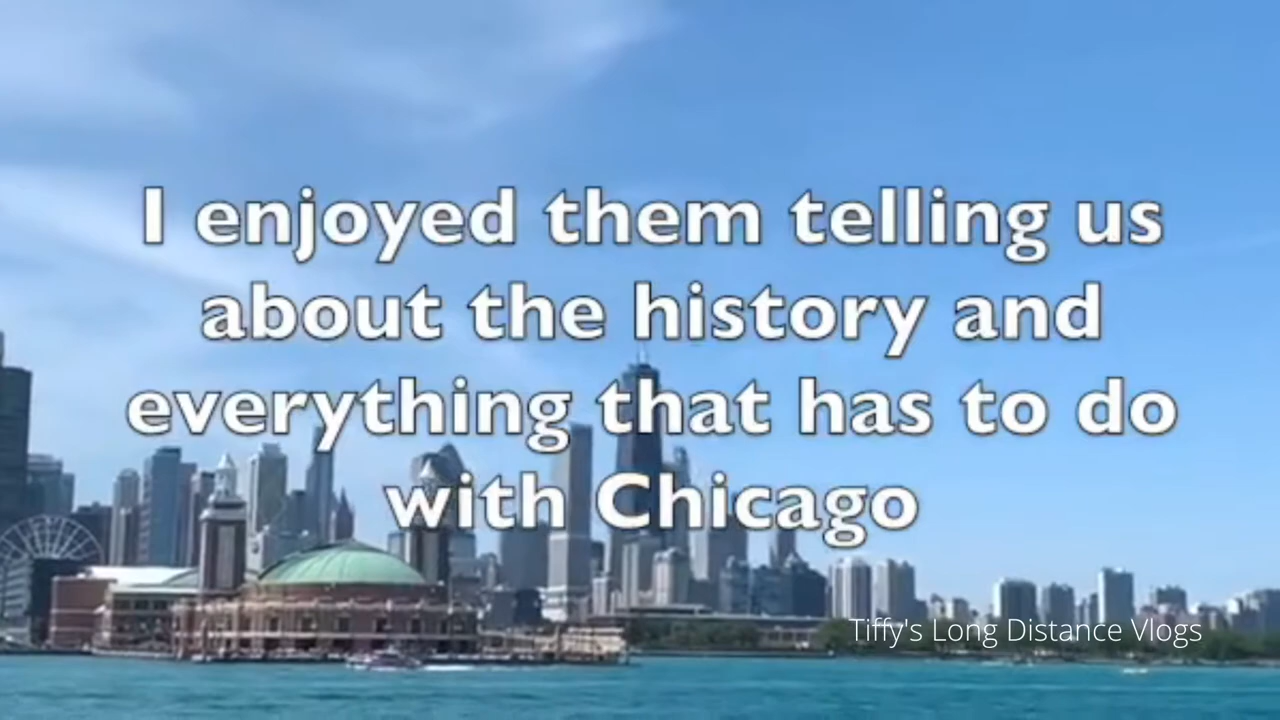 I enjoyed them telling us
about the history and
everything that has to do
with Chicago
Tiffy's Long Distance Vlogs